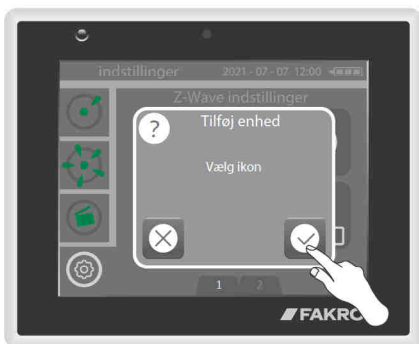 indstillinger 2021-07-07 12:00
Z-Wave indstillinger
Tilføj enhed
?
Vælg ikon
1 2
FAKRO